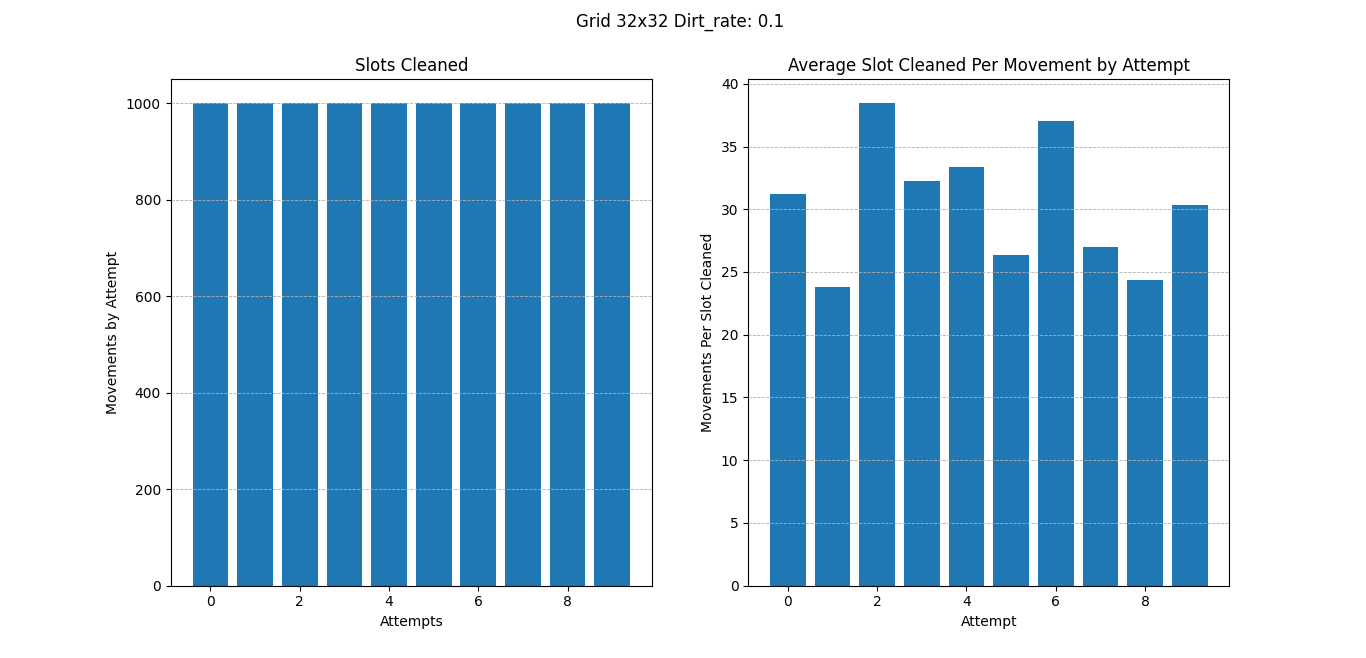 Grid 32x32 Dirt_rate: 0.1
Slots Cleaned
Movements by Attempt
1000
800
600
400
200
0
0 2 4 6 8
Attempts
Average Slot Cleaned Per Movement by Attempt
Movements Per Slot Cleaned
40
35
30
25
20
15
10
5
0
0 2 4 6 8
Attempt